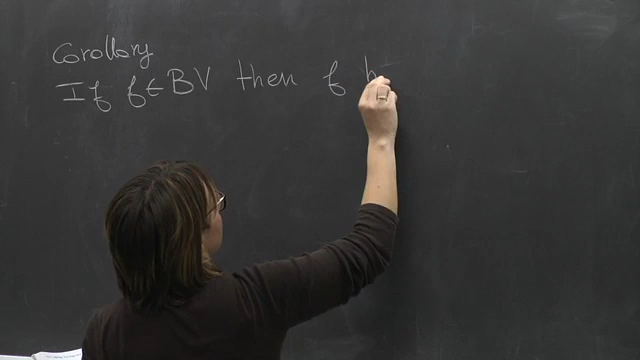 Corollary
If f∈BV then f h